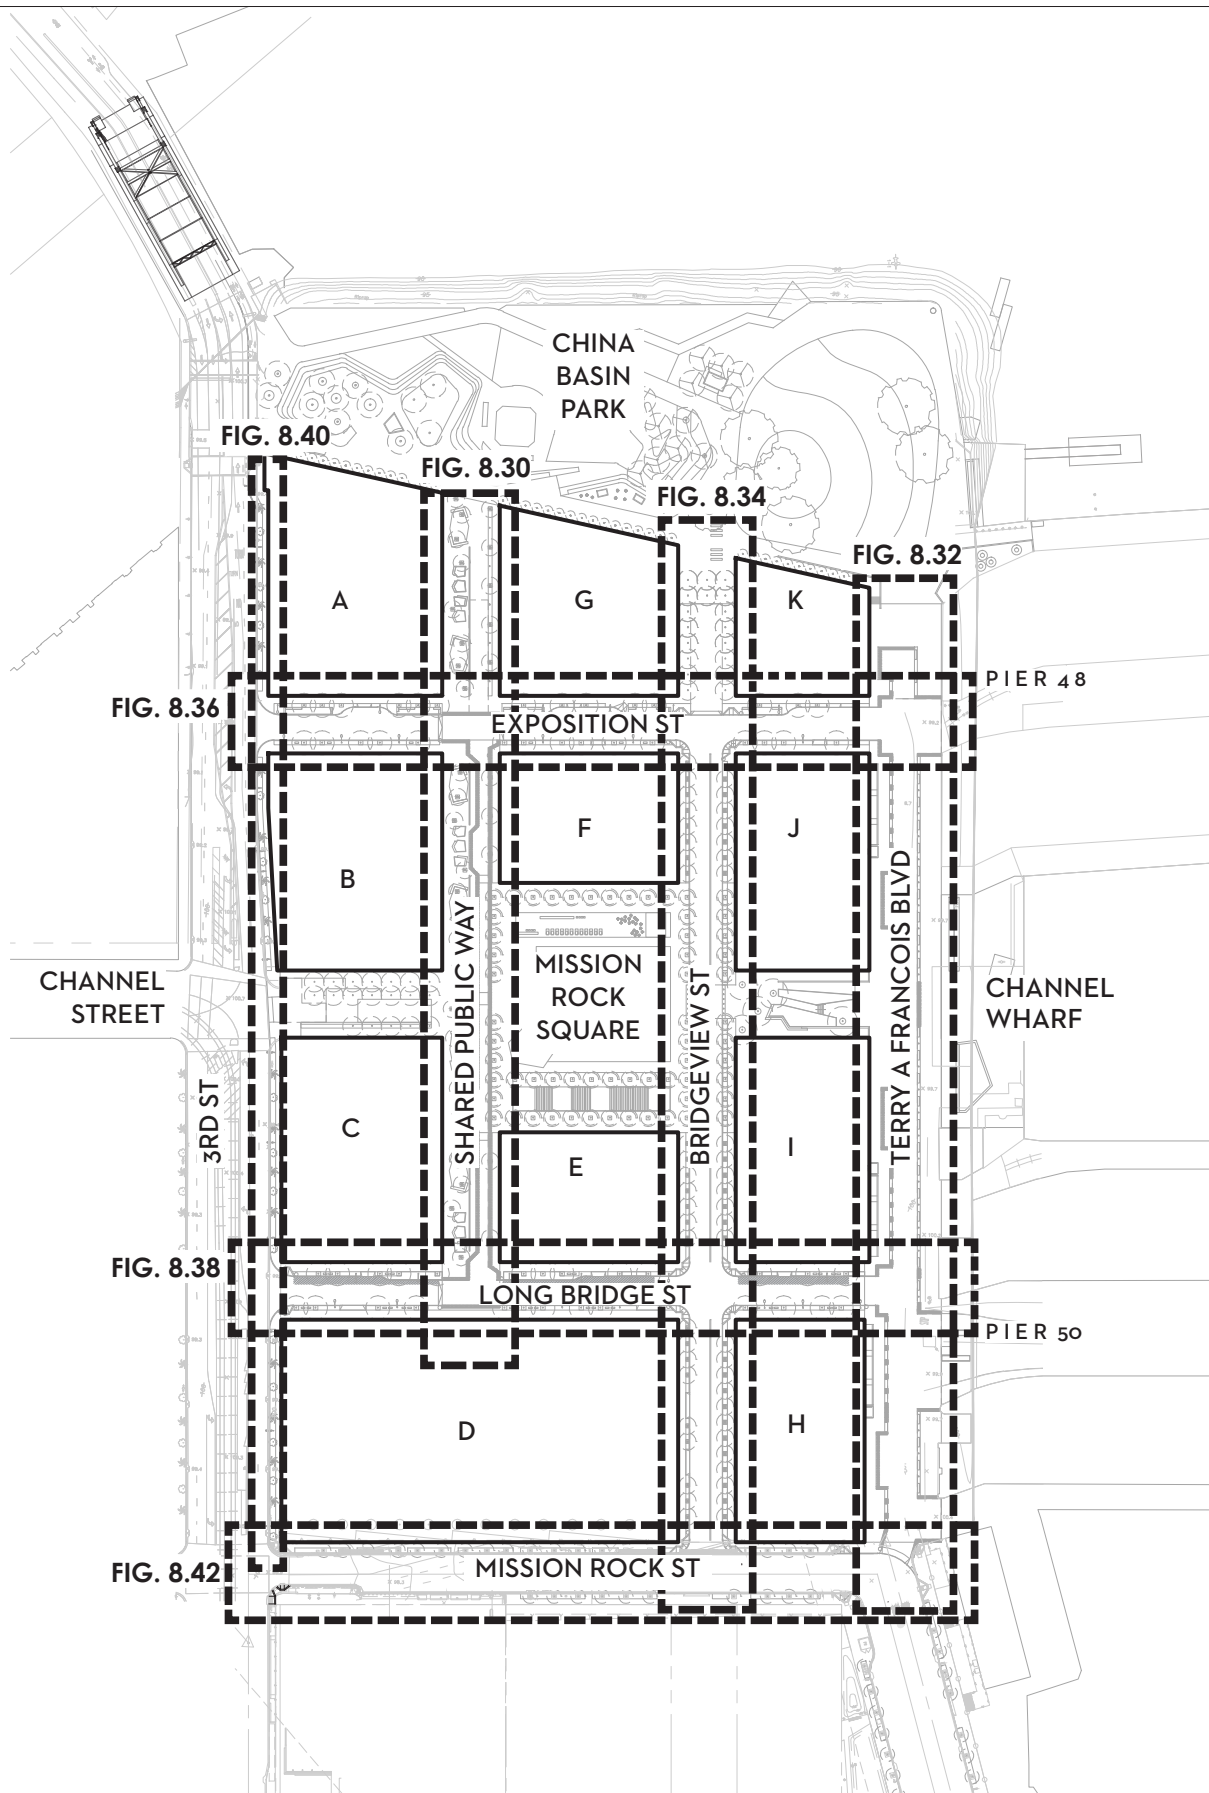 CHINA
BASIN
PARK
FIG. 8.40
FIG. 8.30
FIG. 8.34
FIG. 8.32
A
G
K
PIER 48
FIG. 8.36
EXPOSITION ST
F
J
B
SHARED PUBLIC WAY
BRIDGEVIEW ST
TERRY A FRANCOIS BLVD
MISSION
ROCK
SQUARE
CHANNEL
STREET
CHANNEL
WHARF
3RD ST
C
E
I
FIG. 8.38
LONG BRIDGE ST
PIER 50
D
H
FIG. 8.42
MISSION ROCK ST